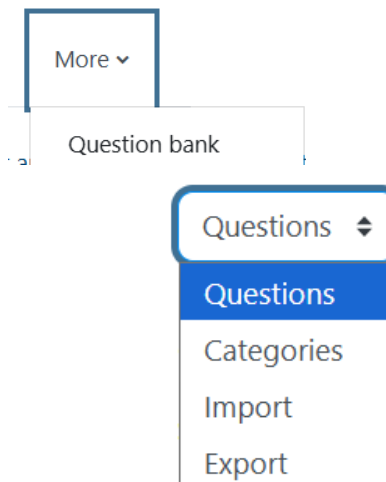 More
Question bank
Questions
Questions
Categories
Import
Export